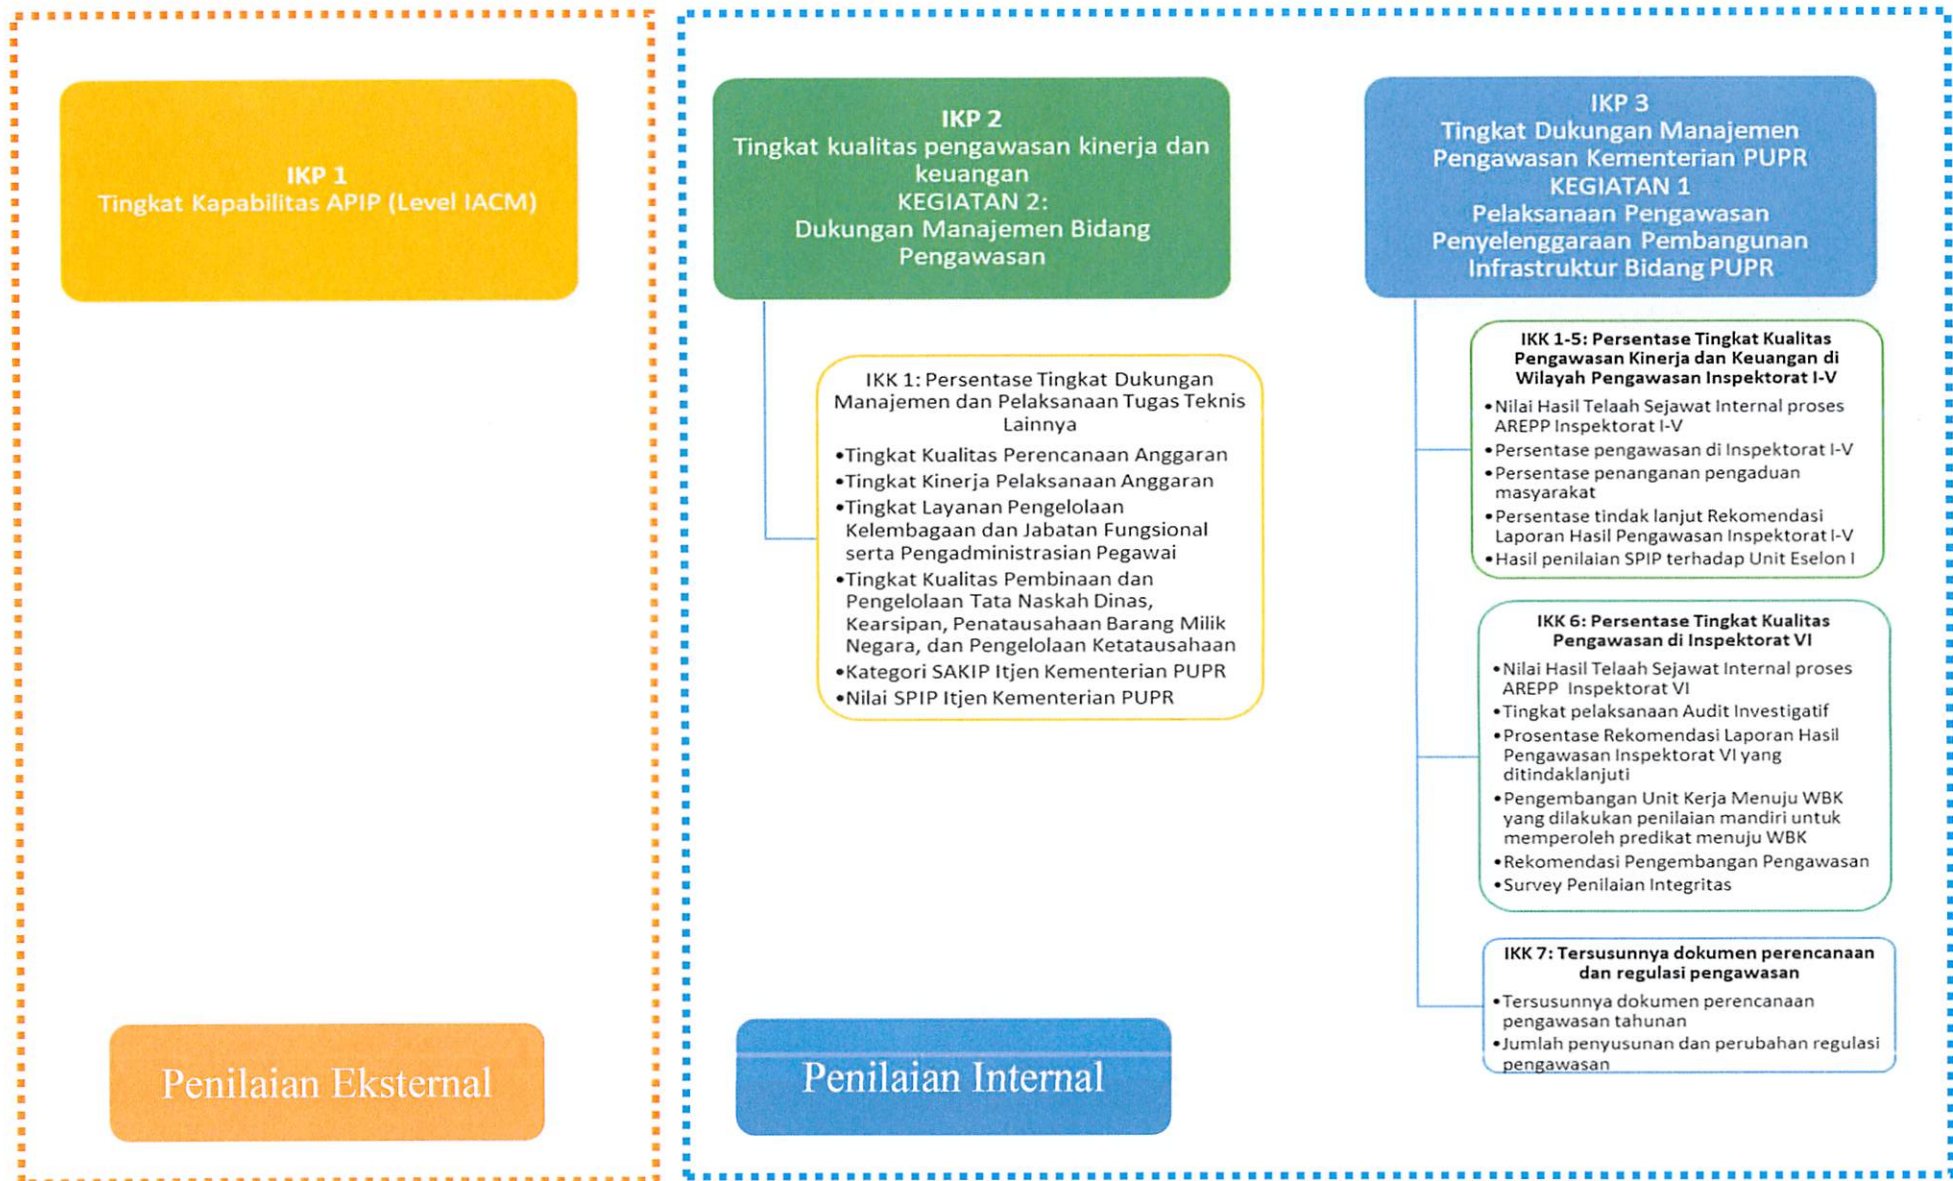 IKP 1
Tingkat Kapabilitas APIP (Level IACM)
Penilaian Eksternal
IKP 2
Tingkat kualitas pengawasan kinerja dan
keuangan
KEGIATAN 2:
Dukungan Manajemen Bidang
Pengawasan
IKK 1: Persentase Tingkat Dukungan
Manajemen dan Pelaksanaan Tugas Teknis
Lainnya
•Tingkat Kualitas Perencanaan Anggaran
•Tingkat Kinerja Pelaksanaan Anggaran
•Tingkat Layanan Pengelolaan
Kelembagaan dan Jabatan Fungsional
serta Pengadministrasian Pegawai
•Tingkat Kualitas Pembinaan dan
Pengelolaan Tata Naskah Dinas,
Kearsipan, Penatausahaan Barang Milik
Negara, dan Pengelolaan Ketatausahaan
•Kategori SAKIP Itjen Kementerian PUPR
•Nilai SPIP Itjen Kementerian PUPR
Penilaian Internal
IKP 3
Tingkat Dukungan Manajemen
Pengawasan Kementerian PUPR
KEGIATAN 1
Pelaksanaan Pengawasan
Penyelenggaraan Pembangunan
Infrastruktur Bidang PUPR
IKK 1-5: Persentase Tingkat Kualitas
Pengawasan Kinerja dan Keuangan di
Wilayah Pengawasan Inspektorat I-V
•Nilai Hasil Telaah Sejawat Internal proses
AREPP Inspektorat I-V
•Persentase pengawasan di Inspektorat I-V
•Persentase penanganan pengaduan
masyarakat
•Persentase tindak lanjut Rekomendasi
Laporan Hasil Pengawasan Inspektorat I-V
•Hasil penilaian SPIP terhadap Unit Eselon I
IKK 6: Persentase Tingkat Kualitas
Pengawasan di Inspektorat VI
•Nilai Hasil Telaah Sejawat Internal proses
AREPP Inspektorat VI
•Tingkat pelaksanaan Audit Investigatif
•Prosentase Rekomendasi Laporan Hasil
Pengawasan Inspektorat VI yang
ditindaklanjuti
•Pengembangan Unit Kerja Menuju WBK
yang dilakukan penilaian mandiri untuk
memperoleh predikat menuju WBK
•Rekomendasi Pengembangan Pengawasan
•Survey Penilaian Integritas
IKK 7: Tersusunnya dokumen perencanaan
dan regulasi pengawasan
•Tersusunnya dokumen perencanaan
pengawasan tahunan
•Jumlah penyusunan dan perubahan regulasi
pengawasan